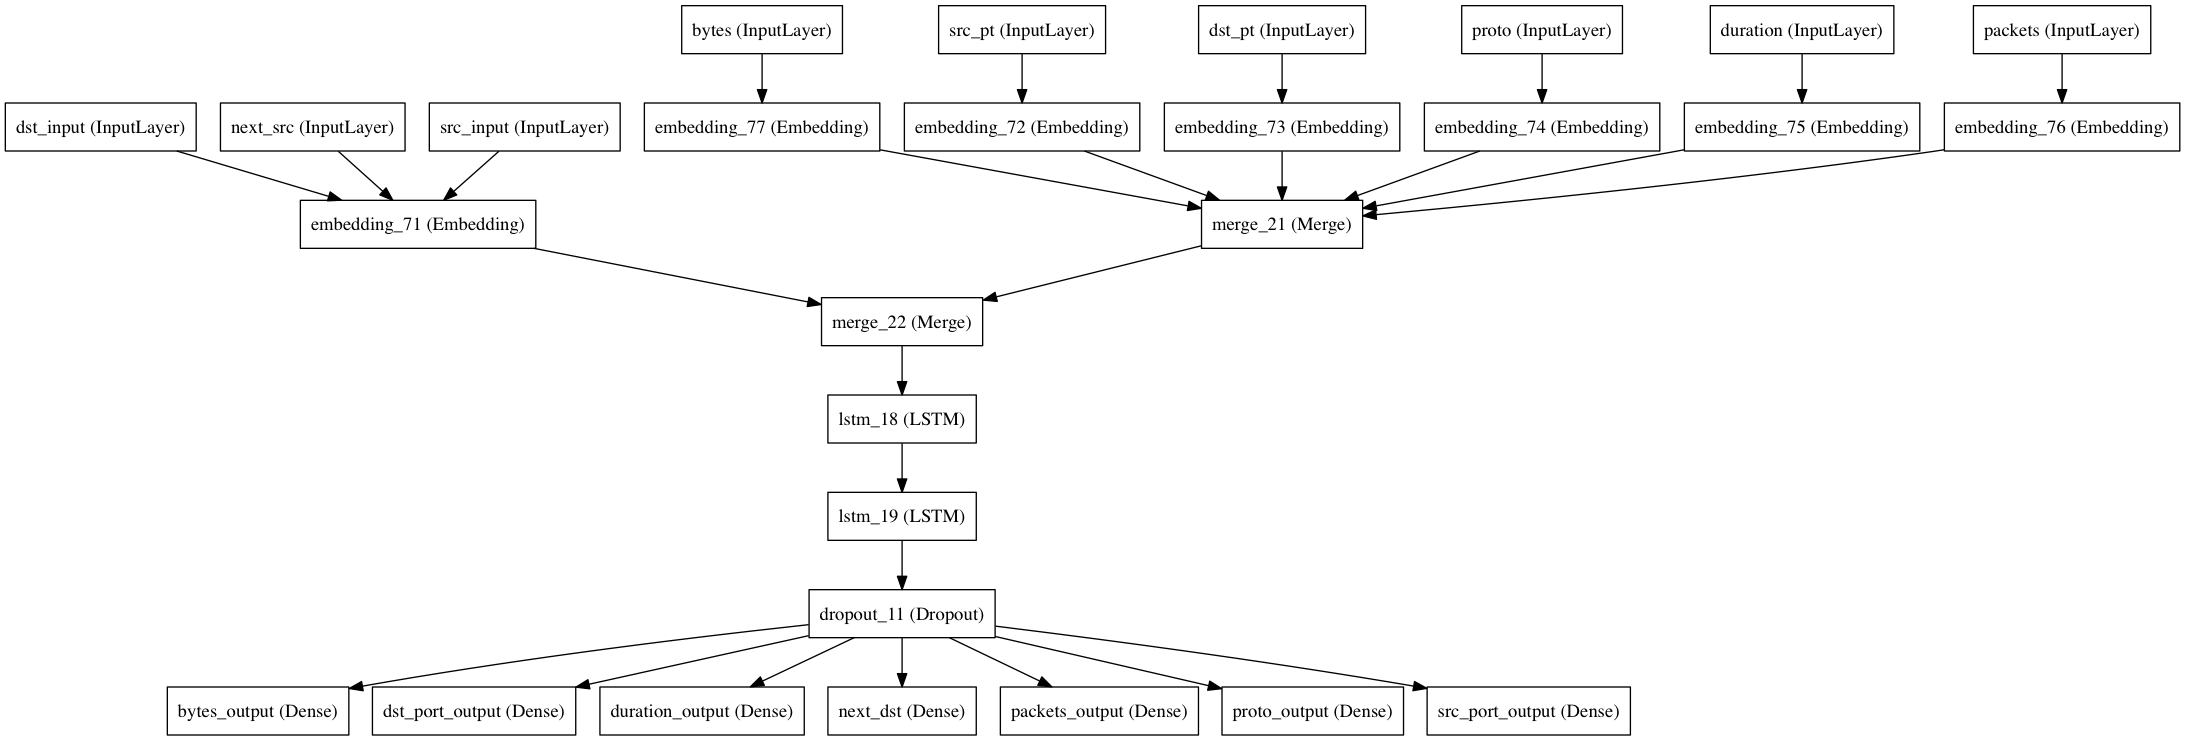 bytes (InputLayer)
src_pt (InputLayer)
dst_pt (InputLayer)
proto (InputLayer)
duration (InputLayer)
packets (InputLayer)
dst_input (InputLayer)
next_src (InputLayer)
src_input (InputLayer)
embedding_77 (Embedding)
embedding_72 (Embedding)
embedding_73 (Embedding)
embedding_74 (Embedding)
embedding_75 (Embedding)
embedding_76 (Embedding)
embedding_71 (Embedding)
merge_21 (Merge)
merge_22 (Merge)
lstm_18 (LSTM)
lstm_19 (LSTM)
dropout_11 (Dropout)
bytes_output (Dense)
dst_port_output (Dense)
duration_output (Dense)
next_dst (Dense)
packets_output (Dense)
proto_output (Dense)
src_port_output (Dense)